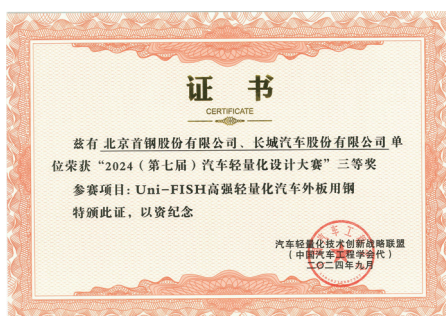 证 书
CERTIFICATE
兹有 北京首钢股份有限公司、长城汽车股份有限公司 单
位荣获“2024（第七届）汽车轻量化设计大赛”三等奖
参赛项目：Uni-FISH高强轻量化汽车外板用钢
特颁此证，以资纪念
汽车轻量化技术创新战略联盟
（中国汽车工程学会代）
二〇二四年九月